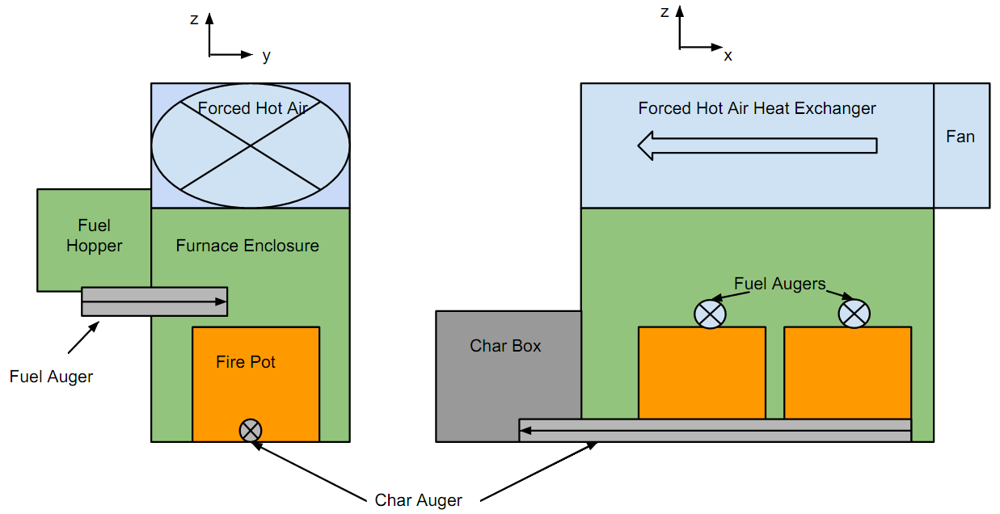 z
y
Forced Hot Air
Fuel
Hopper
Furnace Enclosure
Fire Pot
Fuel Auger
z
x
Forced Hot Air Heat Exchanger
Fan
Fuel Augers
Char Box
Char Auger